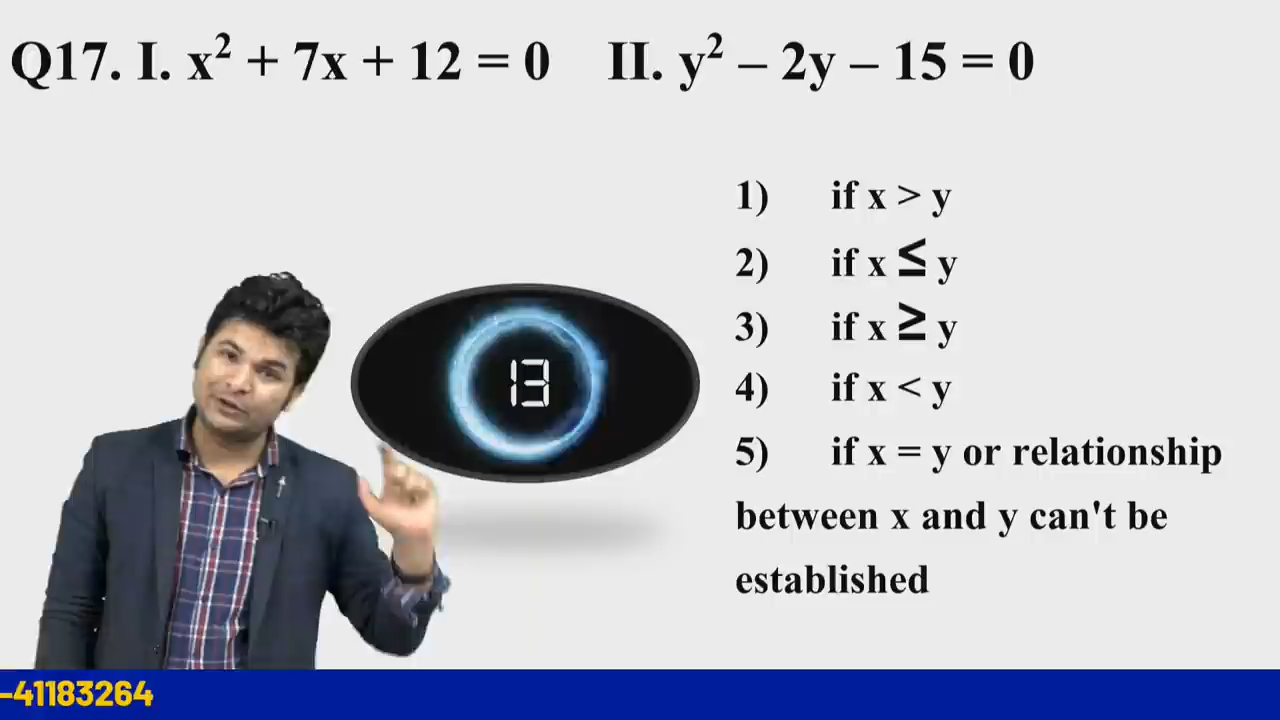 Q17. I. x² + 7x + 12 = 0 II. y² – 2y – 15 = 0
1) if x > y
2) if x ≤ y
3) if x ≥ y
4) if x < y
5) if x = y or relationship
between x and y can't be
established
13
–41183264